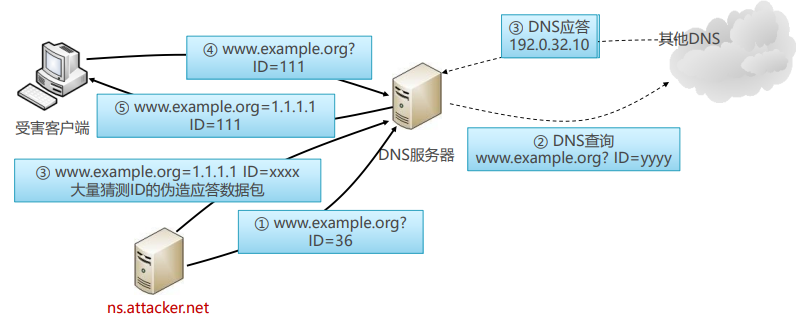 ③ DNS应答
192.0.32.10
其他DNS
④ www.example.org?
ID=111
⑤ www.example.org=1.1.1.1
ID=111
受害客户端
DNS服务器
② DNS查询
www.example.org? ID=yyyy
③ www.example.org=1.1.1.1 ID=xxxx
大量猜测ID的伪造应答数据包
① www.example.org?
ID=36
ns.attacker.net